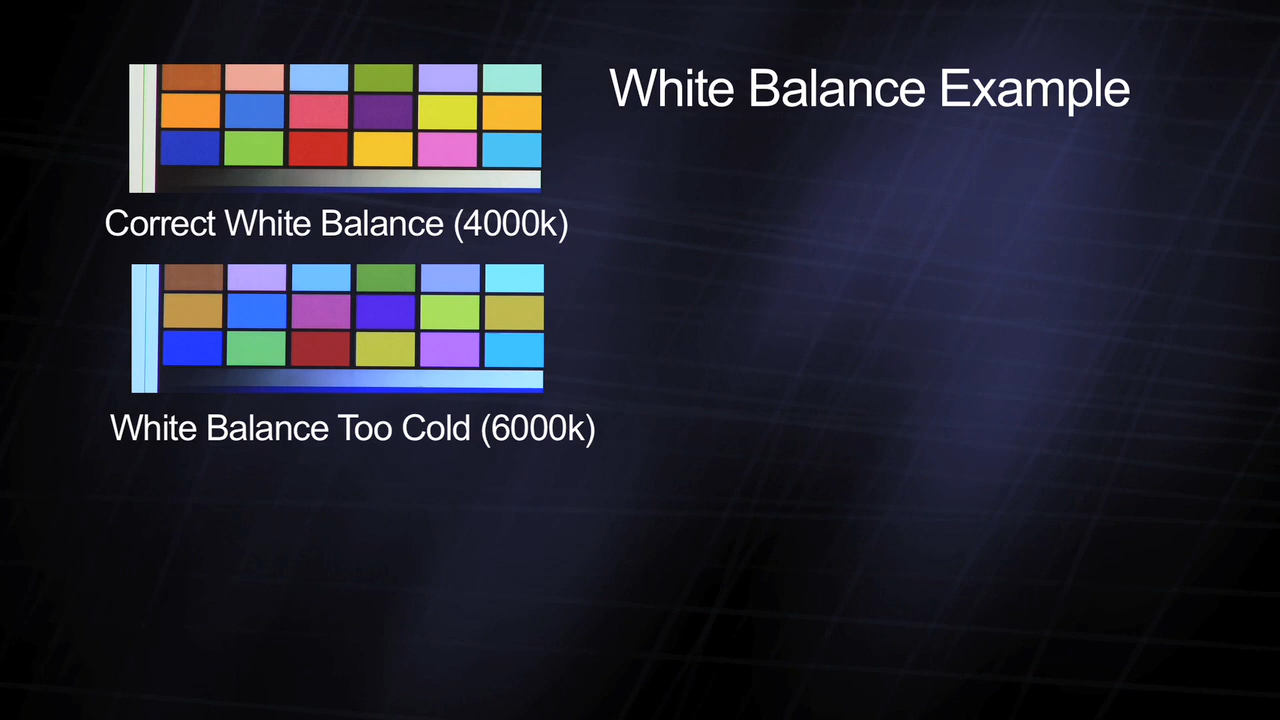 White Balance Example
Correct White Balance (4000k)
White Balance Too Cold (6000k)